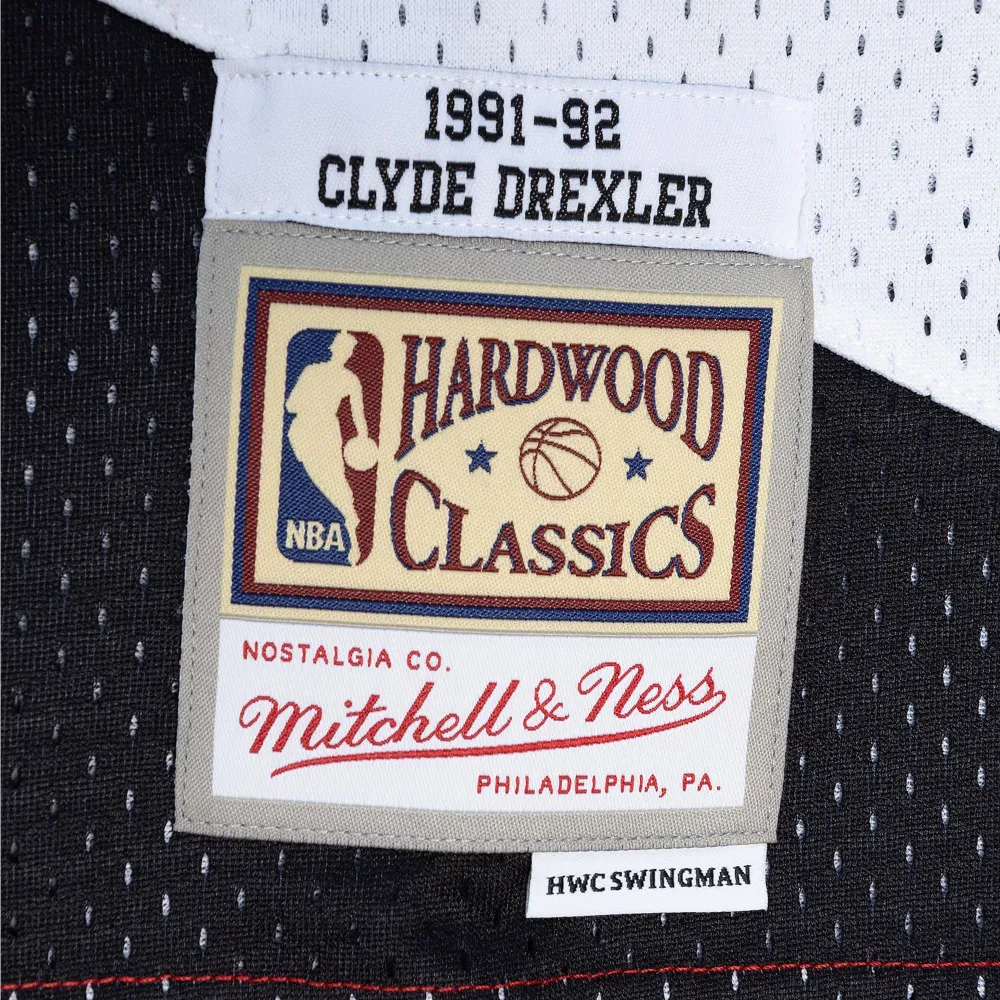 1991-92
CLYDE DREXLER
HARDWOOD
CLASSICS
NBA
NOSTALGIA CO.
Mitchell & Ness
PHILADELPHIA, PA.
HWC SWINGMAN